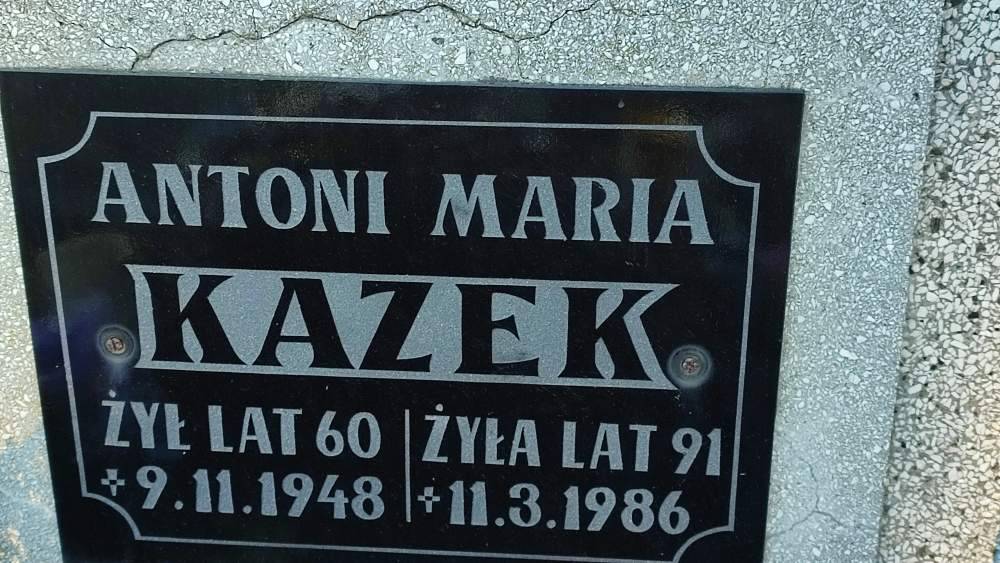 ANTONI MARIA
KAZEK
ŻYŁ LAT 60
✝ 9.11.1948
ŻYŁA LAT 91
✝ 11.3.1986